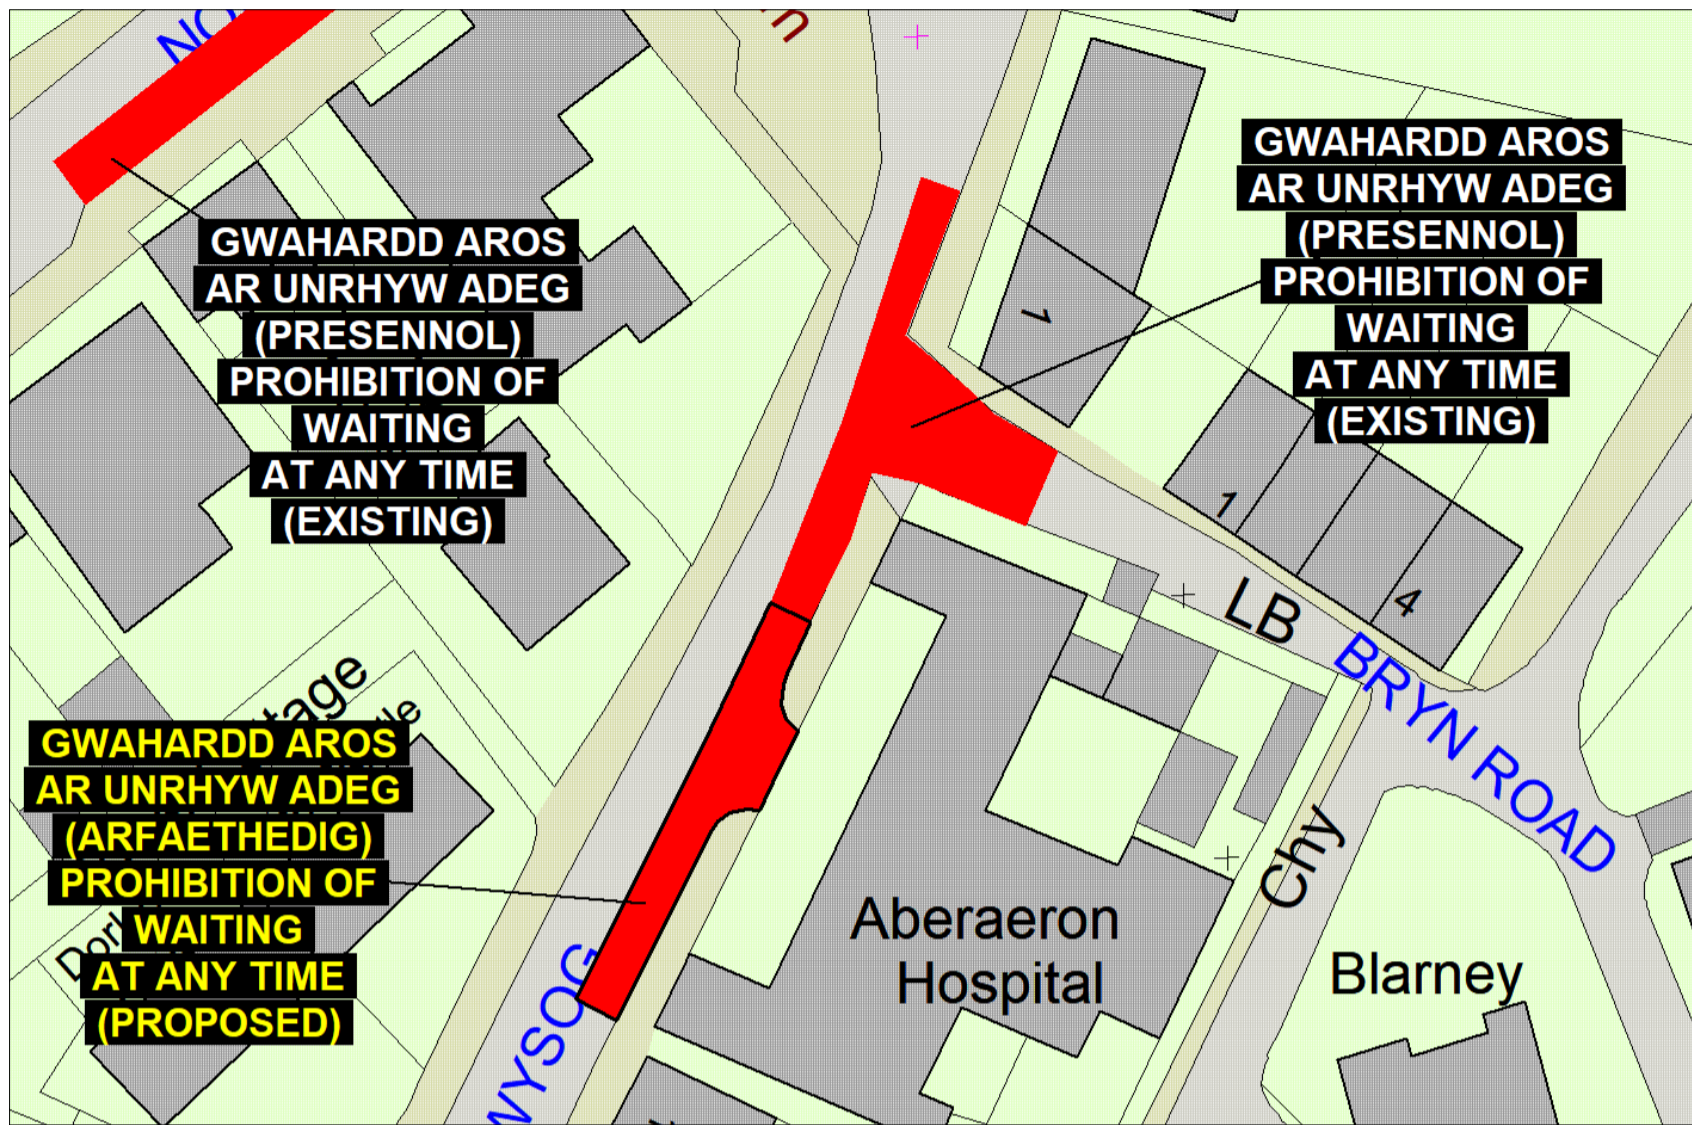 GWAHARDD AROS
AR UNRHYW ADEG
(PRESENNOL)
PROHIBITION OF
WAITING
AT ANY TIME
(EXISTING)
GWAHARDD AROS
AR UNRHYW ADEG
(PRESENNOL)
PROHIBITION OF
WAITING
AT ANY TIME
(EXISTING)
1
1
4
LB
BRYN ROAD
GWAHARDD AROS
AR UNRHYW ADEG
(ARFAETHEDIG)
PROHIBITION OF
WAITING
AT ANY TIME
(PROPOSED)
WYSOG
Aberaeron
Hospital
Chy
Blarney